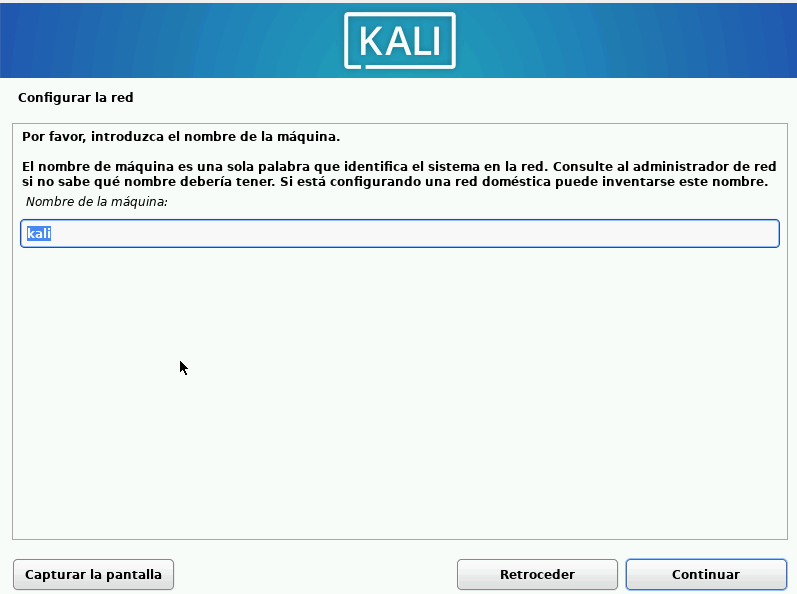 KALI
Configurar la red
Por favor, introduzca el nombre de la máquina.
El nombre de máquina es una sola palabra que identifica el sistema en la red. Consulte al administrador de red
si no sabe qué nombre debería tener. Si está configurando una red doméstica puede inventarse este nombre.
Nombre de la máquina:
kali
Capturar la pantalla
Retroceder
Continuar